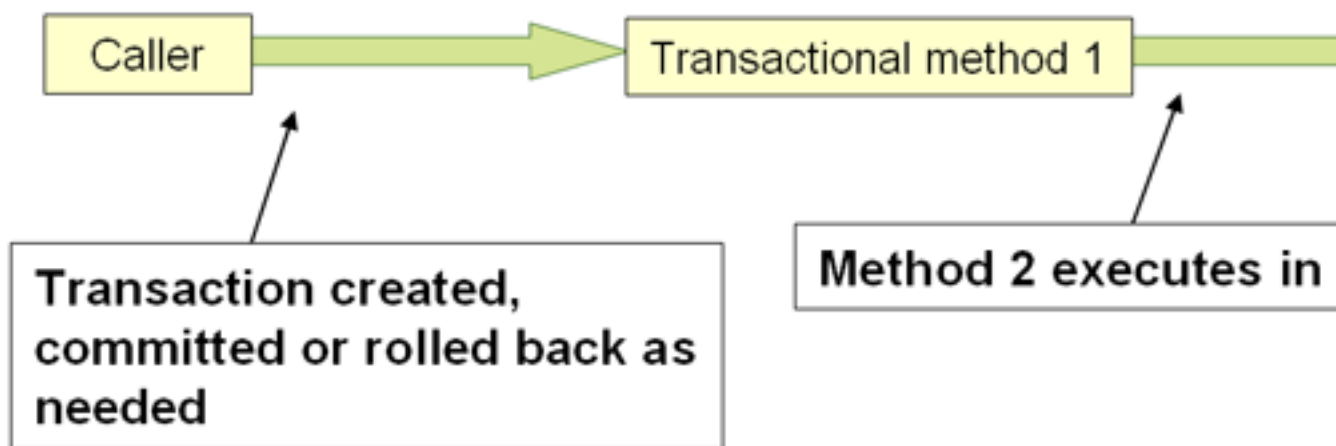 Caller
Transactional method 1
Transaction created,
committed or rolled back as
needed
Method 2 executes in